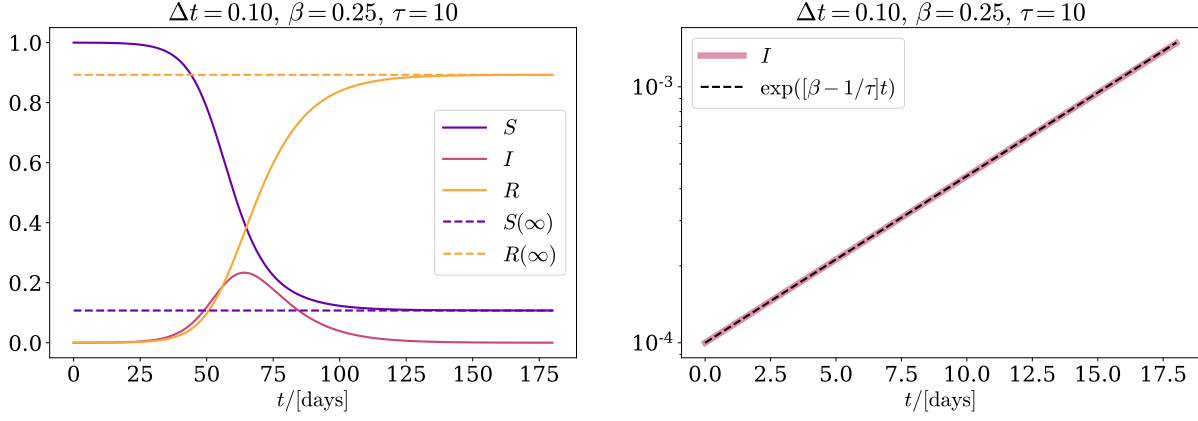 Δt = 0.10, β = 0.25, τ = 10
1.0
0.8
0.6
0.4
0.2
0.0
S
I
R
S(∞)
R(∞)
0 25 50 75 100 125 150 175
t/[days]
Δt = 0.10, β = 0.25, τ = 10
I
exp([β − 1/τ]t)
10⁻³
10⁻⁴
0.0 2.5 5.0 7.5 10.0 12.5 15.0 17.5
t/[days]